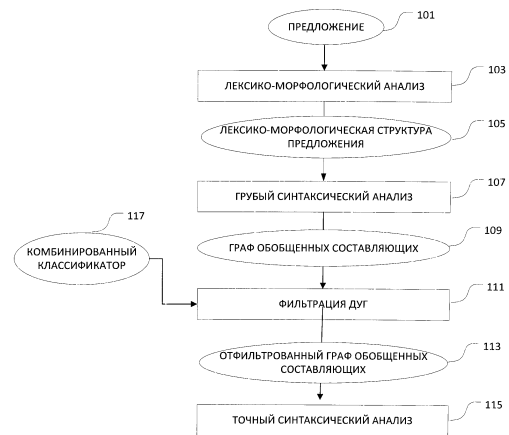 ПРЕДЛОЖЕНИЕ
101
ЛЕКСИКО-МОРФОЛОГИЧЕСКИЙ АНАЛИЗ
103
ЛЕКСИКО-МОРФОЛОГИЧЕСКАЯ СТРУКТУРА
ПРЕДЛОЖЕНИЯ
105
ГРУБЫЙ СИНТАКСИЧЕСКИЙ АНАЛИЗ
107
117
КОМБИНИРОВАННЫЙ
КЛАССИФИКАТОР
ГРАФ ОБОБЩЕННЫХ СОСТАВЛЯЮЩИХ
109
ФИЛЬТРАЦИЯ ДУГ
111
ОТФИЛЬТРОВАННЫЙ ГРАФ ОБОБЩЕННЫХ
СОСТАВЛЯЮЩИХ
113
ТОЧНЫЙ СИНТАКСИЧЕСКИЙ АНАЛИЗ
115